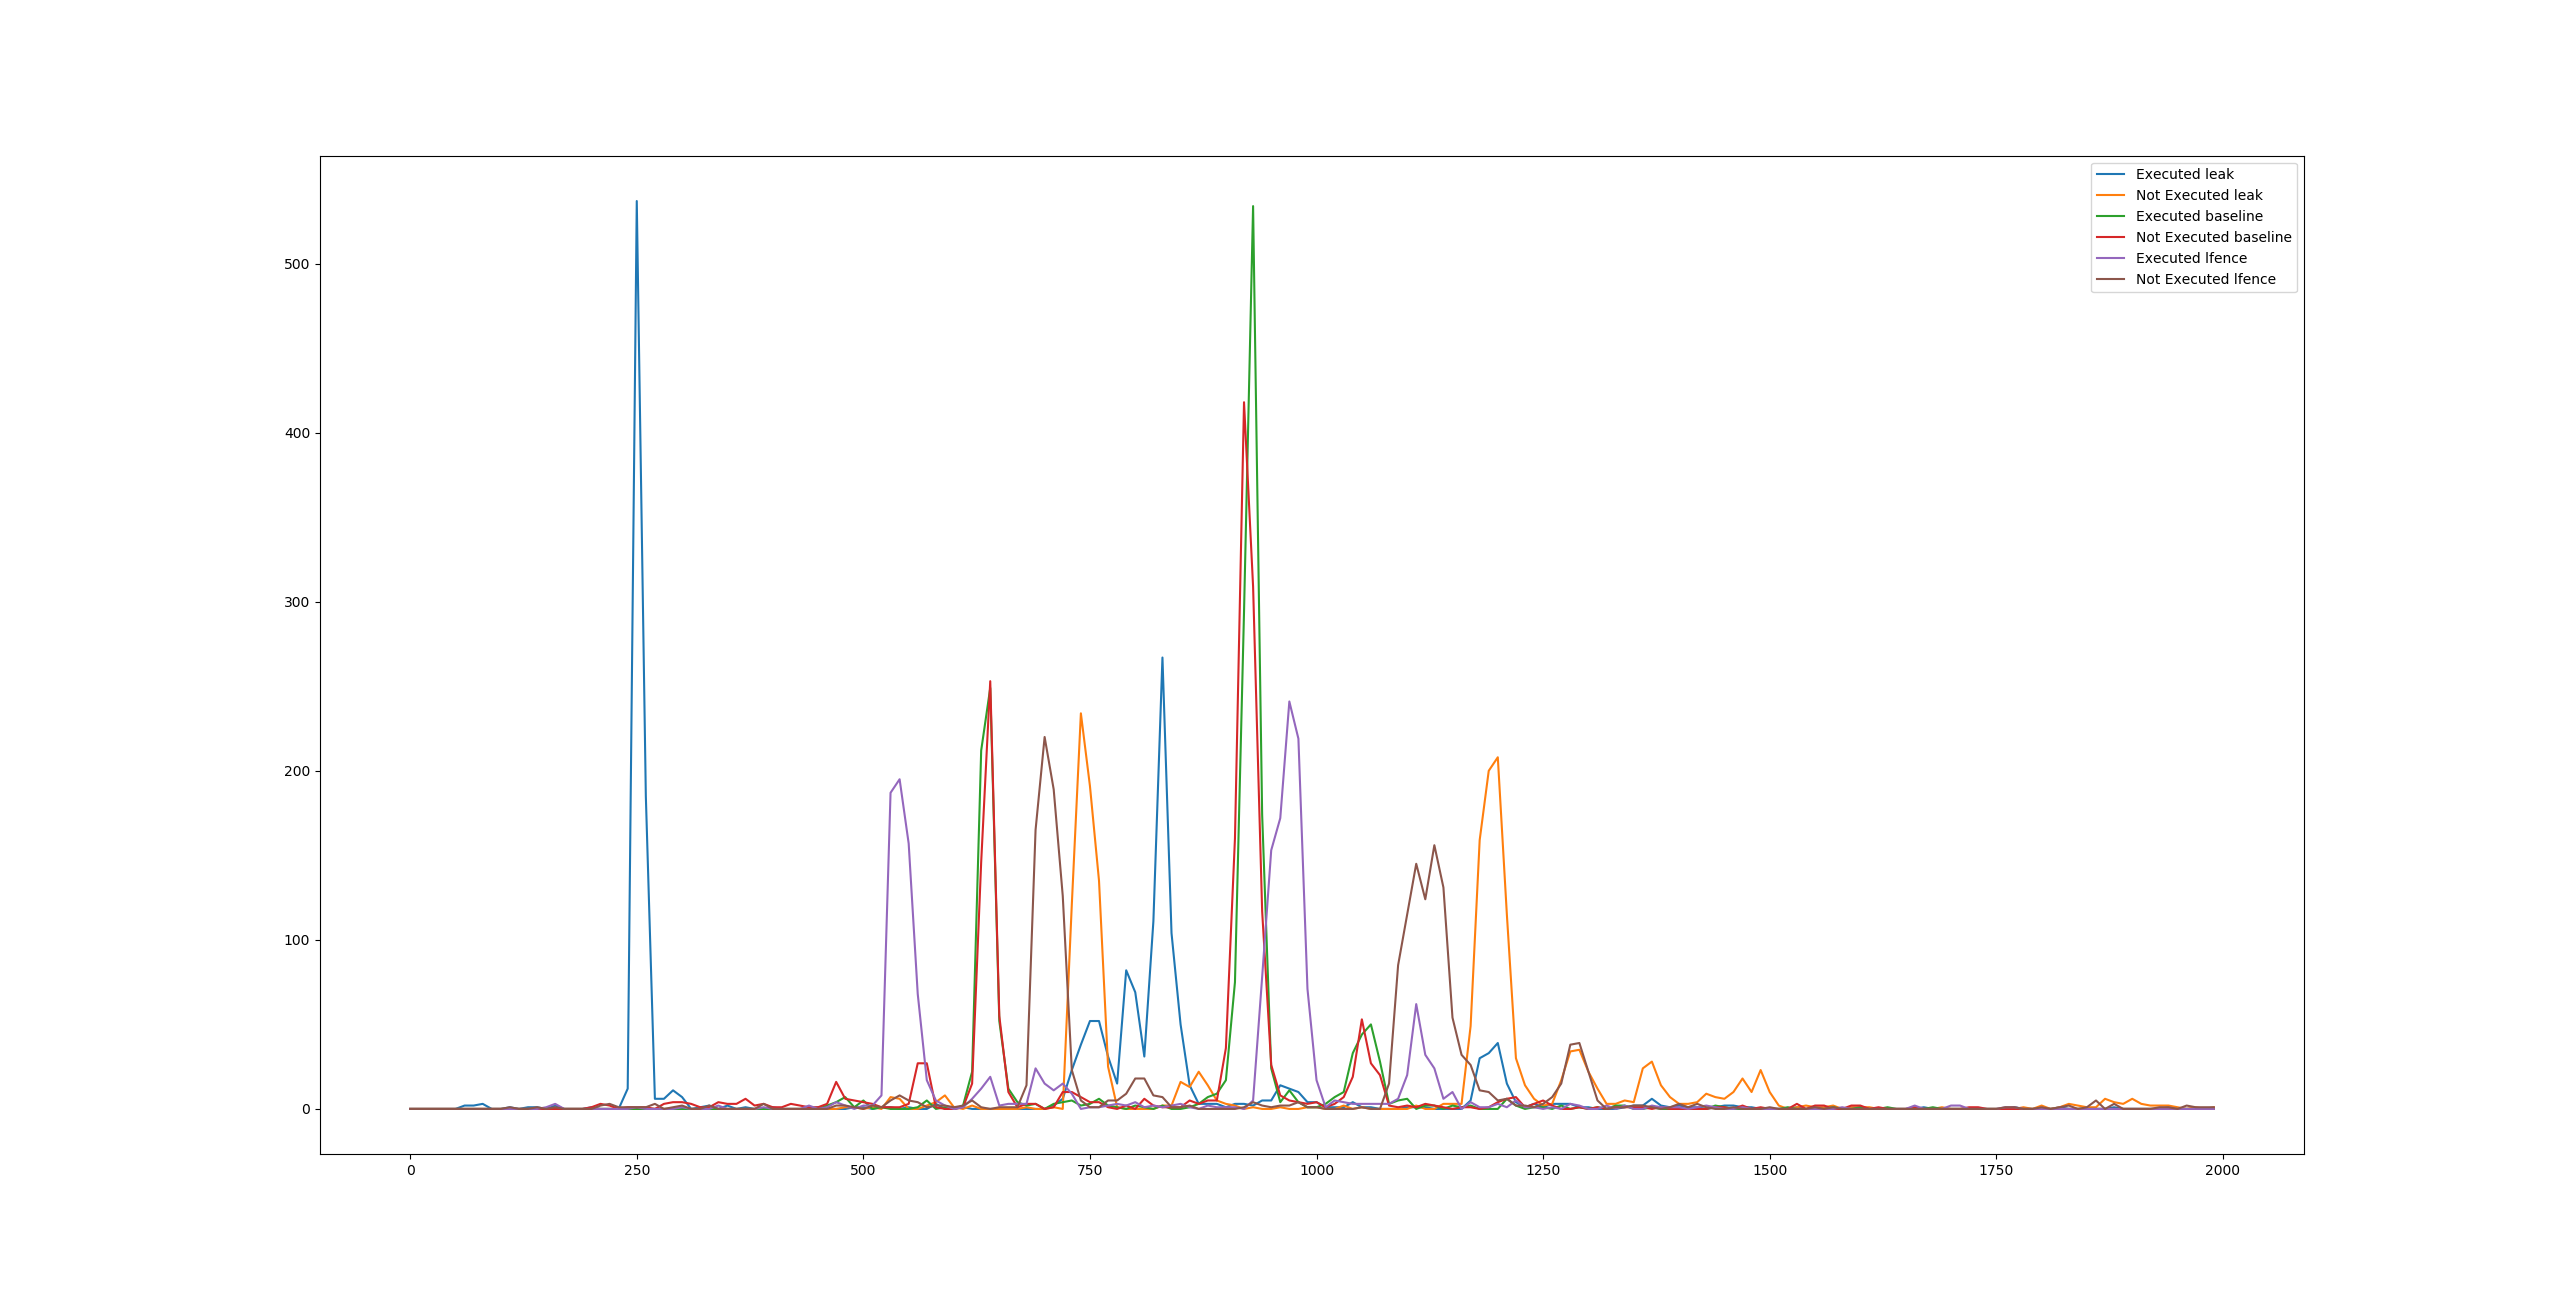 Executed leak
Not Executed leak
Executed baseline
Not Executed baseline
Executed lfence
Not Executed lfence
500
400
300
200
100
0
0 250 500 750 1000 1250 1500 1750 2000